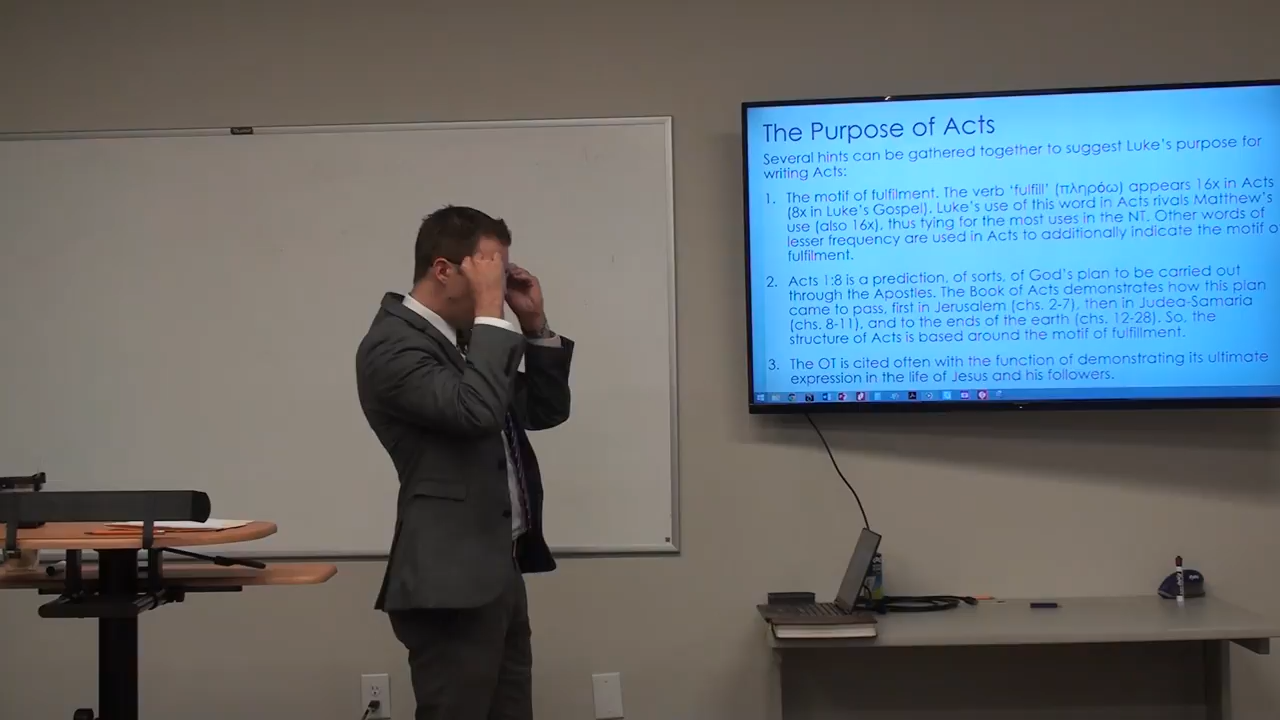 The Purpose of Acts
Several hints can be gathered together to suggest Luke's purpose for
writing Acts:
1. The motif of fulfilment. The verb 'fulfill' (πληρόω) appears 16x in Acts
(8x in Luke's Gospel). Luke's use of this word in Acts rivals Matthew's
use (also 16x), thus tying for the most uses in the NT. Other words of
lesser frequency are used in Acts to additionally indicate the motif of
fulfilment.
2. Acts 1:8 is a prediction, of sorts, of God's plan to be carried out
through the Apostles. The Book of Acts demonstrates how this plan
came to pass, first in Jerusalem (chs. 2-7), then in Judea-Samaria
(chs. 8-11), and to the ends of the earth (chs. 12-28). So, the
structure of Acts is based around the motif of fulfillment.
3. The OT is cited often with the function of demonstrating its ultimate
expression in the life of Jesus and his followers.